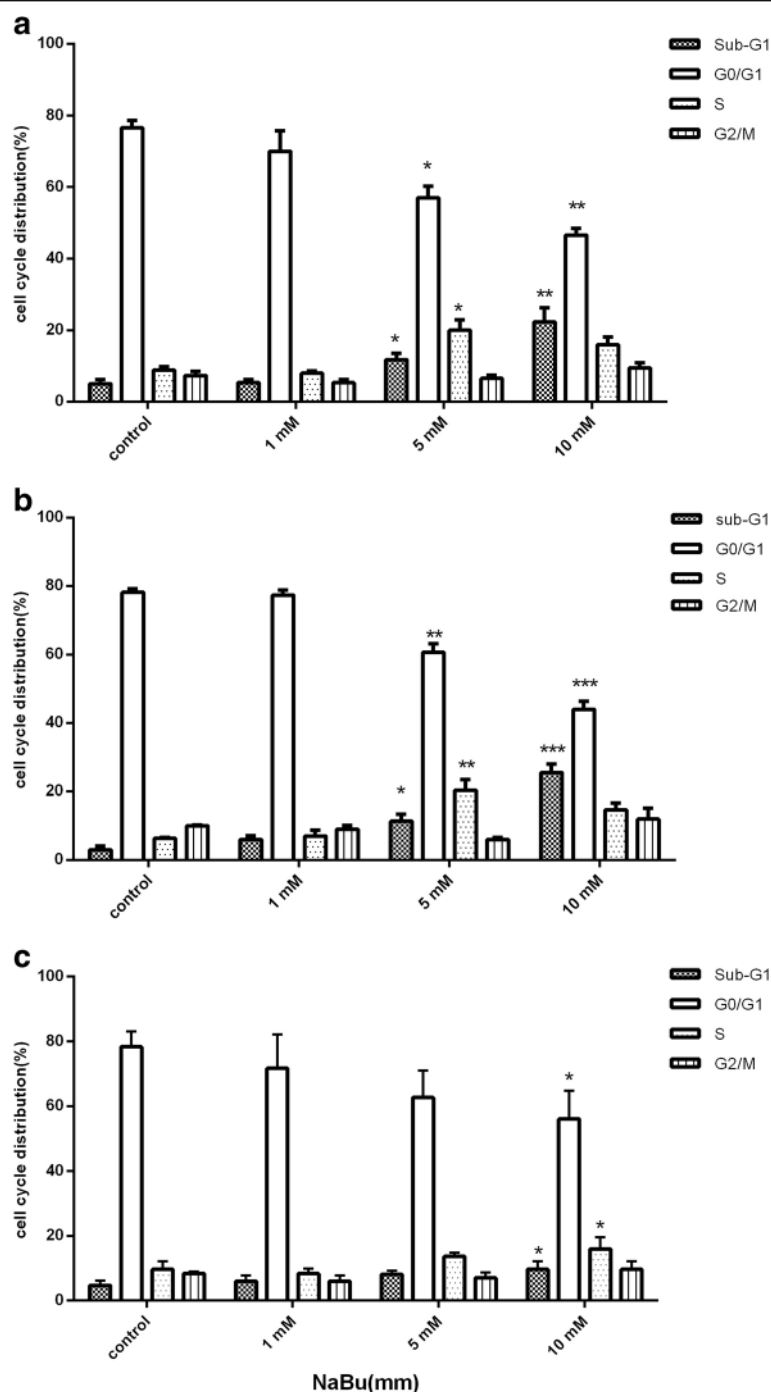 a
Sub-G1
G0/G1
S
G2/M
cell cycle distribution(%)
100
80
60
40
20
0
* * *
** **
control 1 mM 5 mM 10 mM
b
sub-G1
G0/G1
S
G2/M
cell cycle distribution(%)
100
80
60
40
20
0
* ** **
*** ***
control 1 mM 5 mM 10 mM
c
Sub-G1
G0/G1
S
G2/M
cell cycle distribution(%)
100
80
60
40
20
0
* * *
control 1 mM 5 mM 10 mM
NaBu(mm)